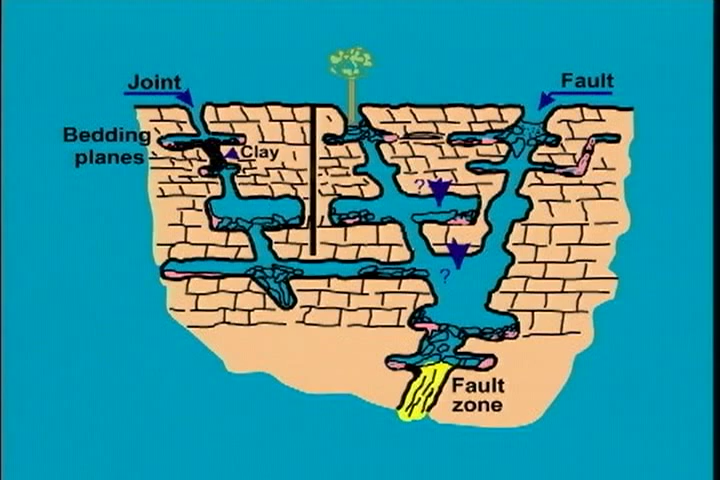 Joint
Fault
Bedding
planes
Clay
?
?
Fault
zone